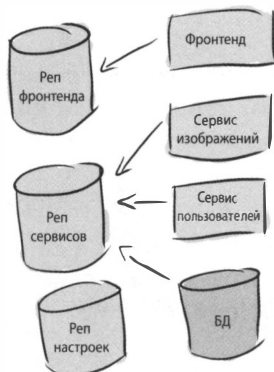 Фронтенд
Реп
фронтенда
Сервис
изображений
Реп
сервисов
Сервис
пользователей
Реп
настроек
БД